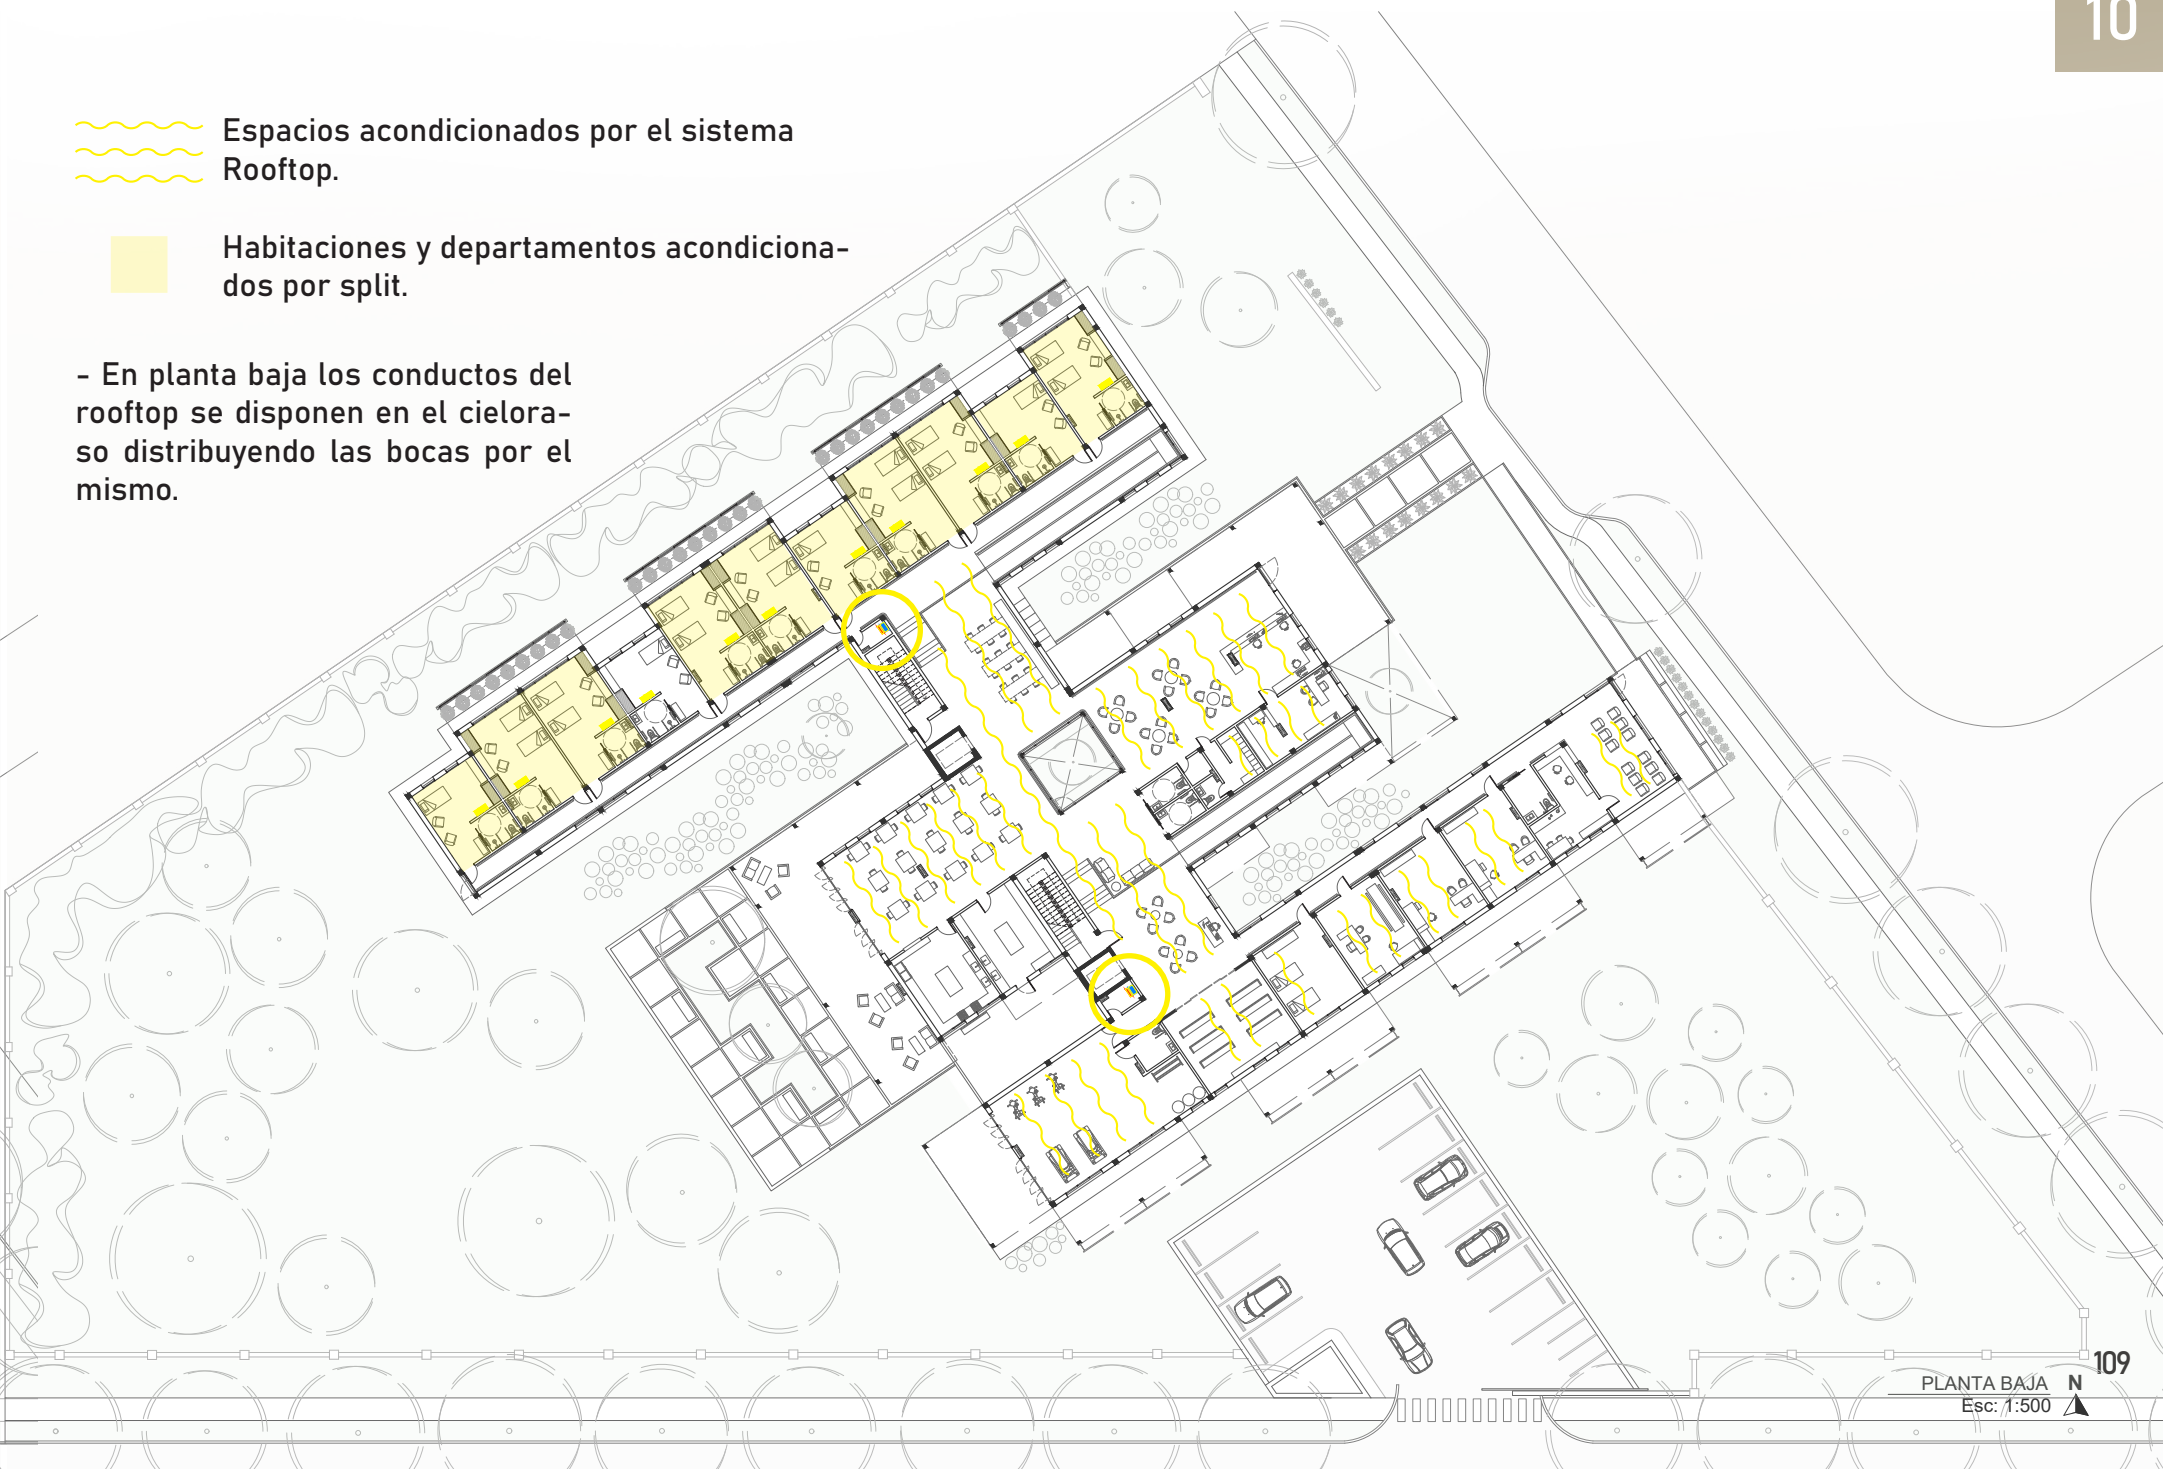 10
Espacios acondicionados por el sistema
Rooftop.
Habitaciones y departamentos acondiciona-
dos por split.
- En planta baja los conductos del
rooftop se disponen en el cielora-
so distribuyendo las bocas por el
mismo.
109
PLANTA BAJA N
Esc: 1:500